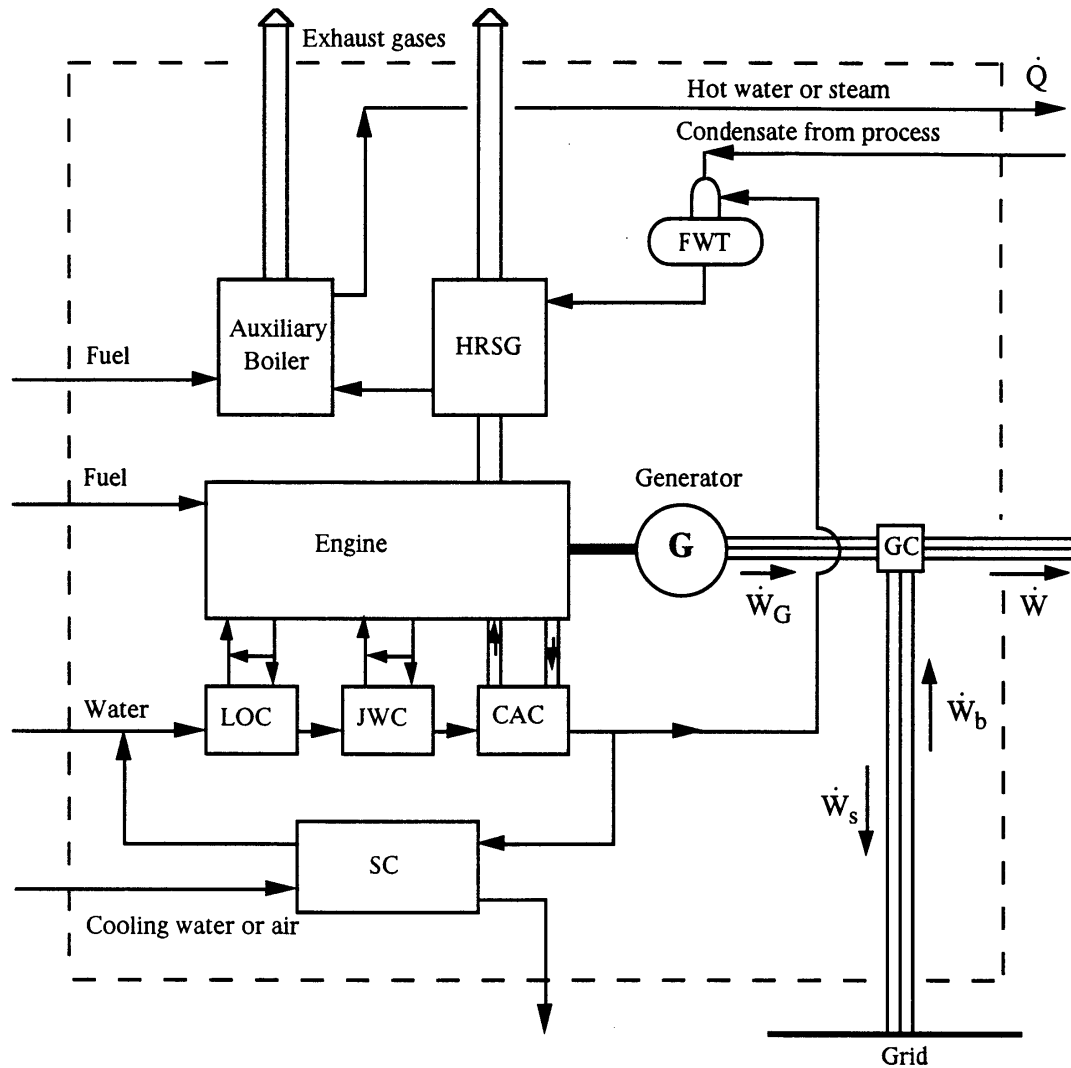 Exhaust gases
Q̇
Hot water or steam
Condensate from process
FWT
Auxiliary
Boiler
HRSG
Fuel
Fuel
Generator
Engine
G
GC
Ẇ_G
Ẇ
Water
LOC
JWC
CAC
Ẇ_b
Ẇ_s
SC
Cooling water or air
Grid